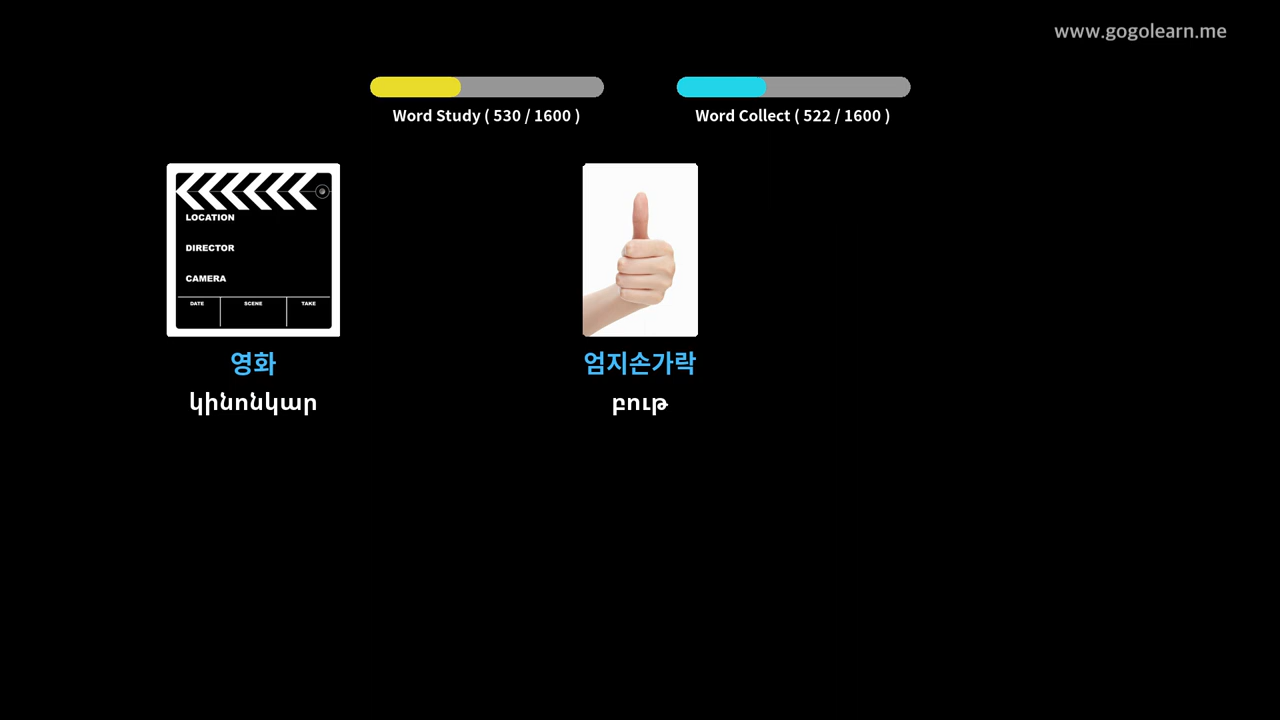 www.gogolearn.me
Word Study ( 530 / 1600 )
Word Collect ( 522 / 1600 )
LOCATION
DIRECTOR
CAMERA
DATE SCENE TAKE
영화
엄지손가락
կինոնկար
բութ